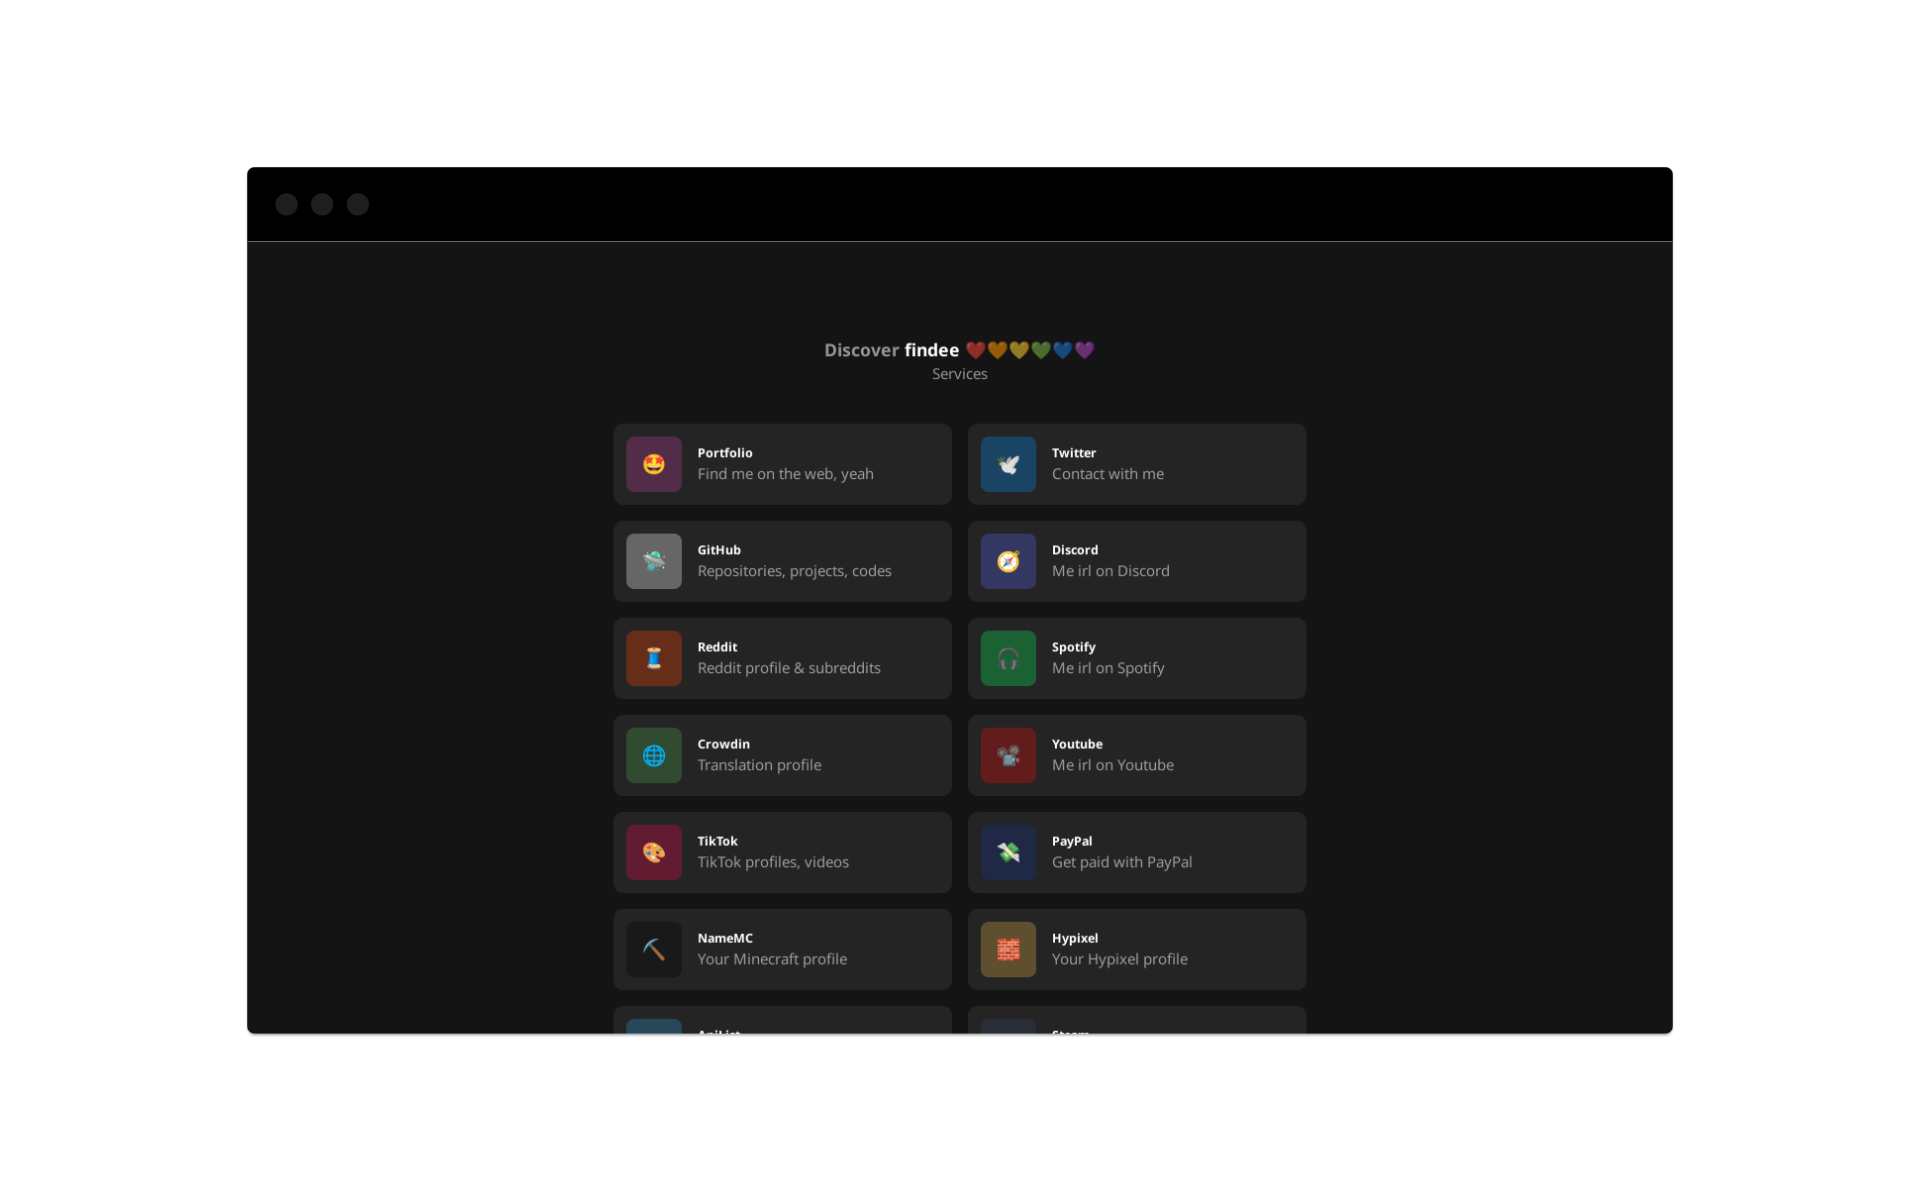 Discover findee ❤️🧡💛💚💙💜
Services
Portfolio
Find me on the web, yeah
Twitter
Contact with me
GitHub
Repositories, projects, codes
Discord
Me irl on Discord
Reddit
Reddit profile & subreddits
Spotify
Me irl on Spotify
Crowdin
Translation profile
Youtube
Me irl on Youtube
TikTok
TikTok profiles, videos
PayPal
Get paid with PayPal
NameMC
Your Minecraft profile
Hypixel
Your Hypixel profile
AniList
Steam